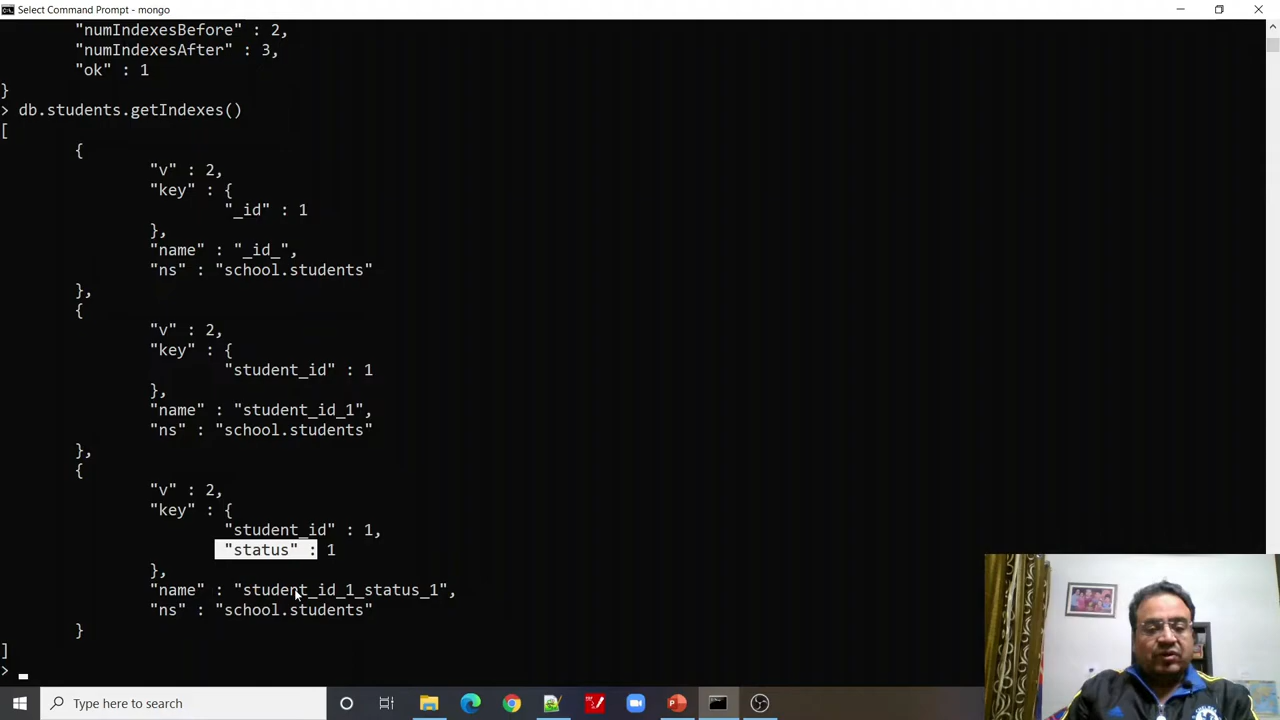 Select Command Prompt - mongo
"numIndexesBefore" : 2,
"numIndexesAfter" : 3,
"ok" : 1
}
> db.students.getIndexes()
[
{
"v" : 2,
"key" : {
"_id" : 1
},
"name" : "_id_",
"ns" : "school.students"
},
{
"v" : 2,
"key" : {
"student_id" : 1
},
"name" : "student_id_1",
"ns" : "school.students"
},
{
"v" : 2,
"key" : {
"student_id" : 1,
"status" : 1
},
"name" : "student_id_1_status_1",
"ns" : "school.students"
}
]
>
Type here to search